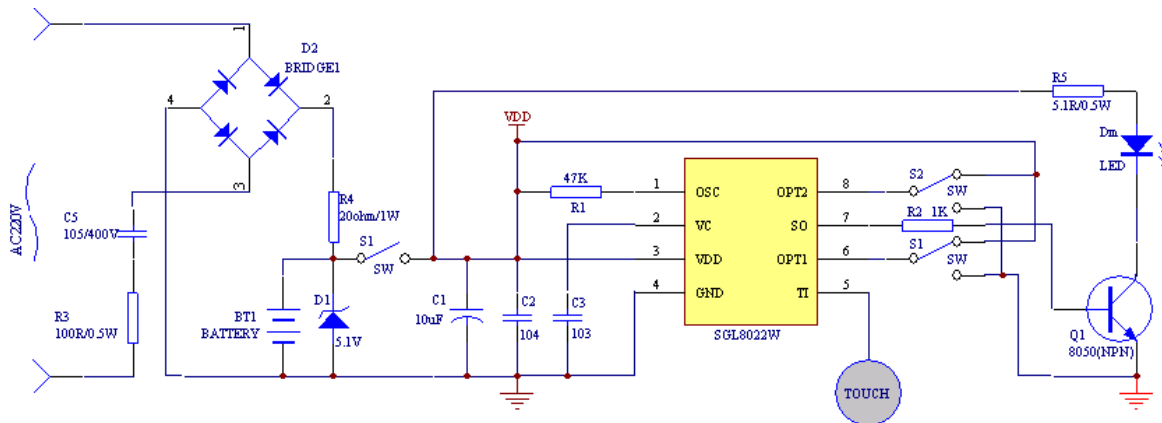 1
D2
BRIDGE1
4
2
3
AC220V
C5
105/400V
R3
100R/0.5W
R4
20ohm/1W
S1
SW
BT1
BATTERY
D1
5.1V
C1
10uF
C2
104
C3
103
VDD
47K
R1
1
2
3
4
OSC
VC
VDD
GND
OPT2
SO
OPT1
TI
8
7
6
5
SGL8022W
TOUCH
S2
SW
R2 1K
S1
SW
R5
5.1R/0.5W
Dm
LED
Q1
8050(NPN)